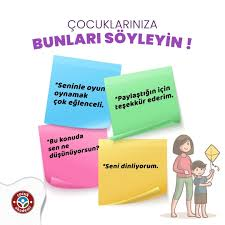 ÇOCUKLARINIZA
BUNLARI SÖYLEYİN !
"Seninle oyun
oynamak
çok eğlenceli.
"Paylaştığın için
teşekkür ederim.
"Bu konuda
sen ne
düşünüyorsun?
"Seni dinliyorum.